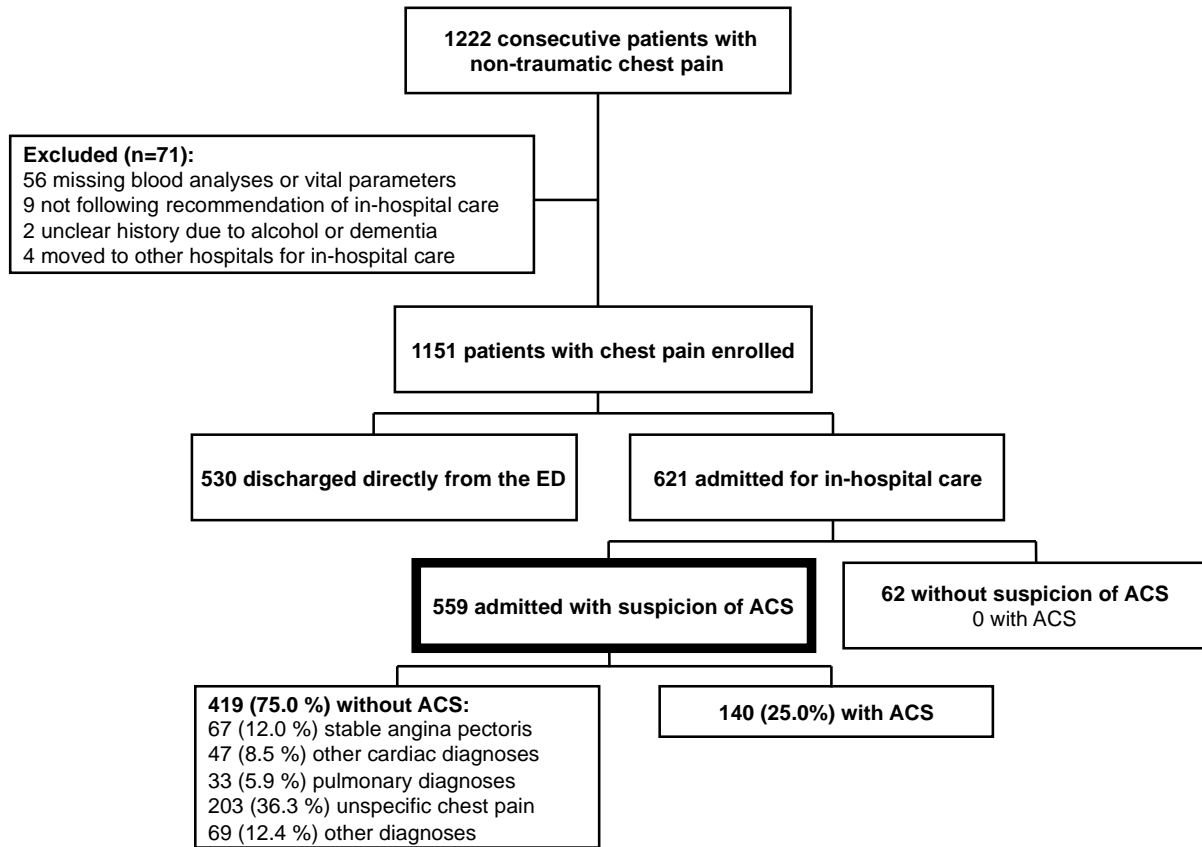 1222 consecutive patients with
non-traumatic chest pain
Excluded (n=71):
56 missing blood analyses or vital parameters
9 not following recommendation of in-hospital care
2 unclear history due to alcohol or dementia
4 moved to other hospitals for in-hospital care
1151 patients with chest pain enrolled
530 discharged directly from the ED
621 admitted for in-hospital care
559 admitted with suspicion of ACS
62 without suspicion of ACS
0 with ACS
419 (75.0 %) without ACS:
67 (12.0 %) stable angina pectoris
47 (8.5 %) other cardiac diagnoses
33 (5.9 %) pulmonary diagnoses
203 (36.3 %) unspecific chest pain
69 (12.4 %) other diagnoses
140 (25.0%) with ACS